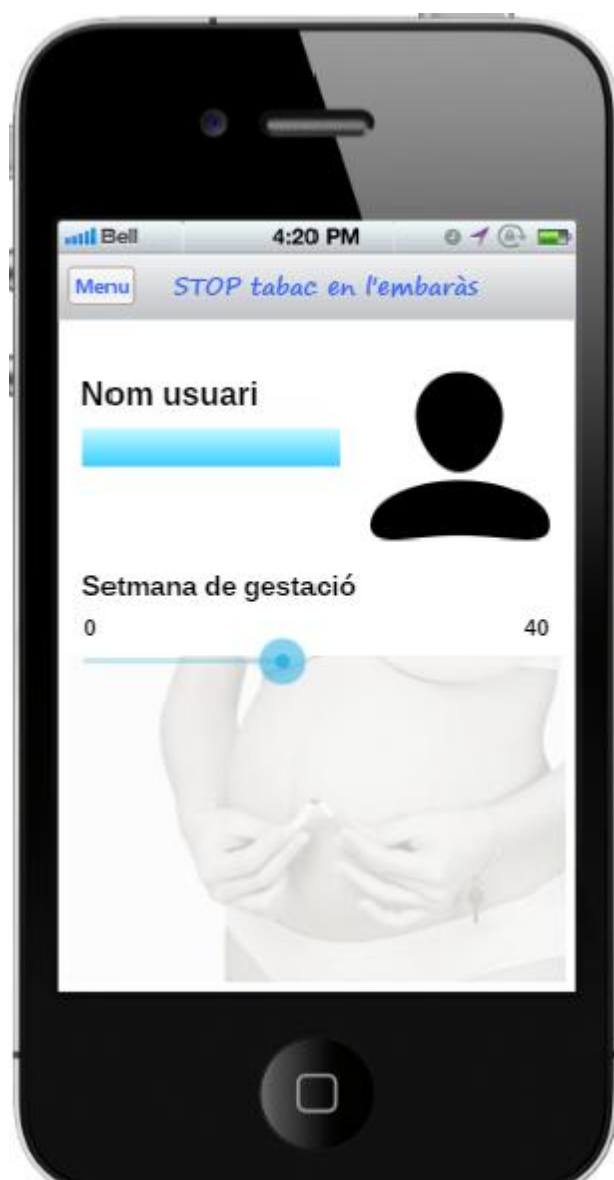 Bell 4:20 PM
Menu STOP tabac en l'embaràs
Nom usuari
Setmana de gestació
0 40